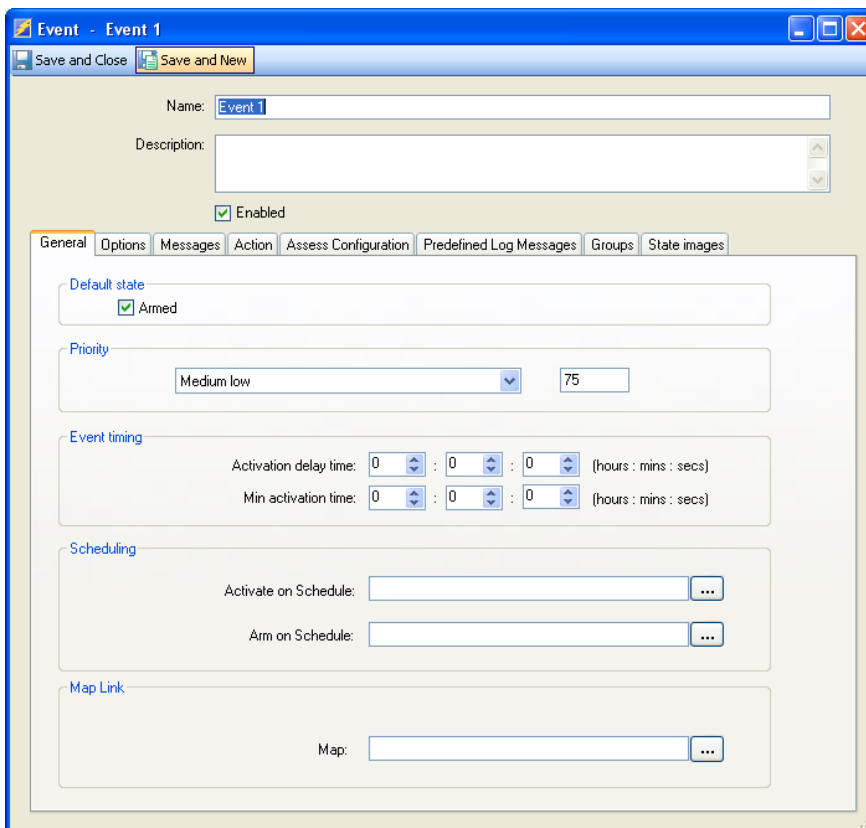 Event - Event 1
Save and Close Save and New
Name: Event 1
Description:
Enabled
General Options Messages Action Assess Configuration Predefined Log Messages Groups State images
Default state
Armed
Priority
Medium low 75
Event timing
Activation delay time: 0 : 0 : 0 (hours : mins : secs)
Min activation time: 0 : 0 : 0 (hours : mins : secs)
Scheduling
Activate on Schedule: ...
Arm on Schedule: ...
Map Link
Map: ...